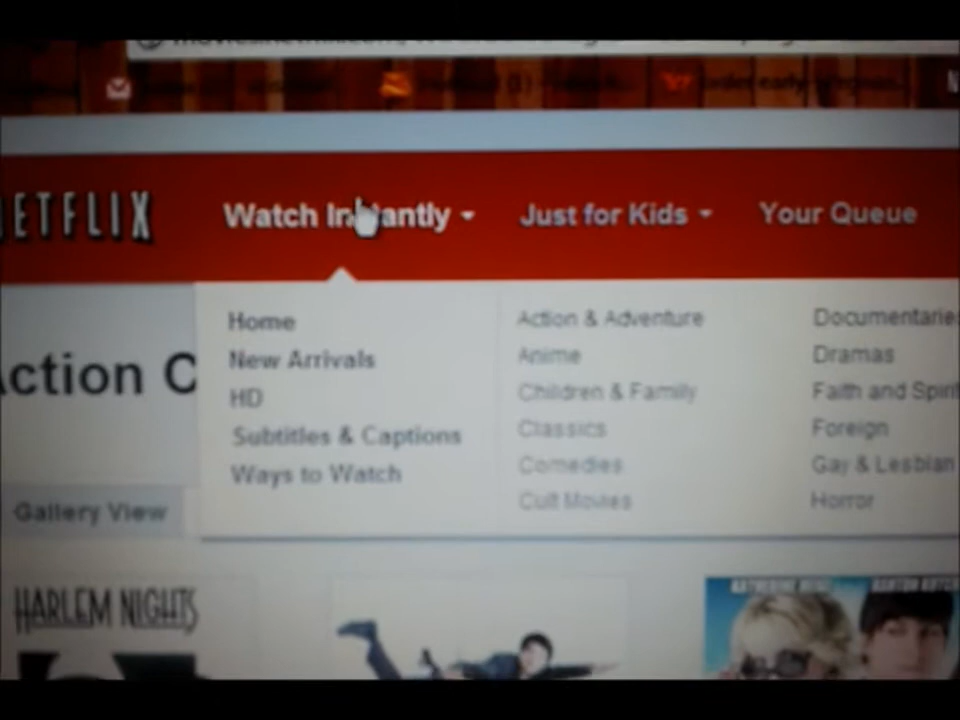 NETFLIX
Watch Instantly
Just for Kids
Your Queue
Home
New Arrivals
HD
Subtitles & Captions
Ways to Watch
Action & Adventure
Anime
Children & Family
Classics
Comedies
Cult Movies
Documentarie
Dramas
Faith and Spirit
Foreign
Gay & Lesbian
Horror
Action C
Gallery View
HARLEM NIGHTS